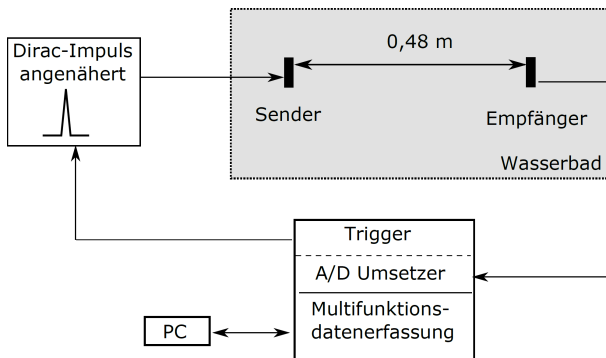 Dirac-Impuls
angenähert
0,48 m
Sender
Empfänger
Wasserbad
Trigger
A/D Umsetzer
Multifunktions-
datenerfassung
PC